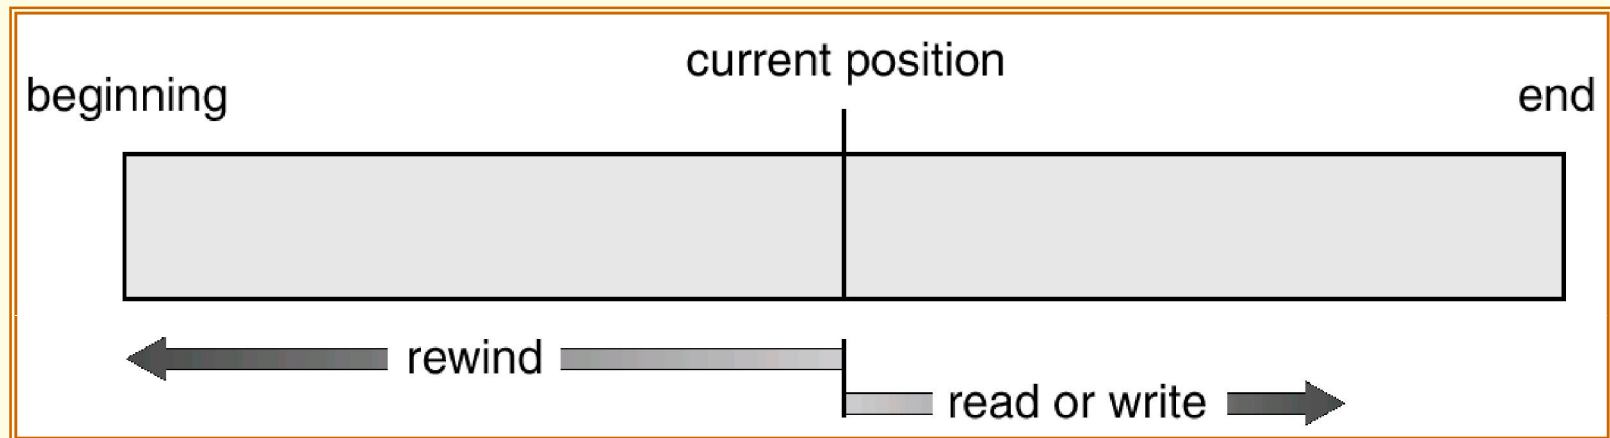 current position
beginning
end
rewind
read or write